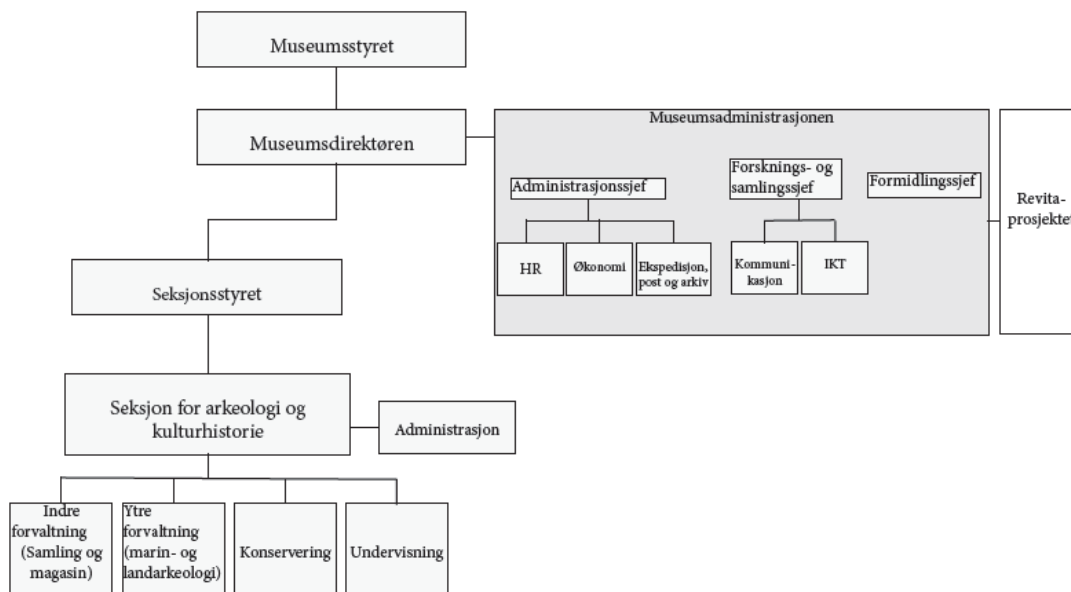 Museumsstyret
Museumsdirektøren
Museumsadministrasjonen
Administrasjonssjef
Forsknings- og
samlingssjef
Formidlingssjef
Revita-
prosjektet
HR
Økonomi
Ekspedisjon,
post og arkiv
Kommuni-
kasjon
IKT
Seksjonsstyret
Seksjon for arkeologi og
kulturhistorie
Administrasjon
Indre
forvaltning
(Samling og
magasin)
Ytre
forvaltning
(marin- og
landarkeologi)
Konservering
Undervisning